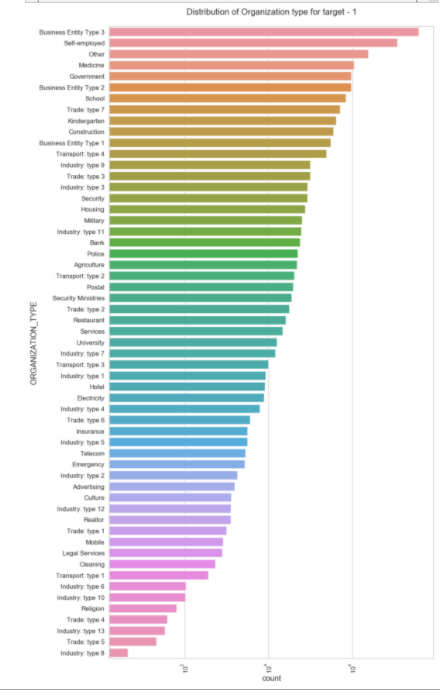 Distribution of Organization type for target - 1
ORGANIZATION_TYPE
Business Entity Type 3
Self-employed
Other
Medicine
Government
Business Entity Type 2
School
Trade: type 7
Kindergarten
Construction
Business Entity Type 1
Transport: type 4
Industry: type 9
Trade: type 3
Industry: type 3
Security
Housing
Military
Industry: type 11
Bank
Police
Agriculture
Transport: type 2
Postal
Security Ministries
Trade: type 2
Restaurant
Services
University
Industry: type 7
Transport: type 3
Industry: type 1
Hotel
Electricity
Industry: type 4
Trade: type 6
Insurance
Industry: type 5
Telecom
Emergency
Industry: type 2
Advertising
Culture
Industry: type 12
Realtor
Trade: type 1
Mobile
Legal Services
Cleaning
Transport: type 1
Industry: type 6
Industry: type 10
Religion
Trade: type 4
Industry: type 13
Trade: type 5
Industry: type 8
count